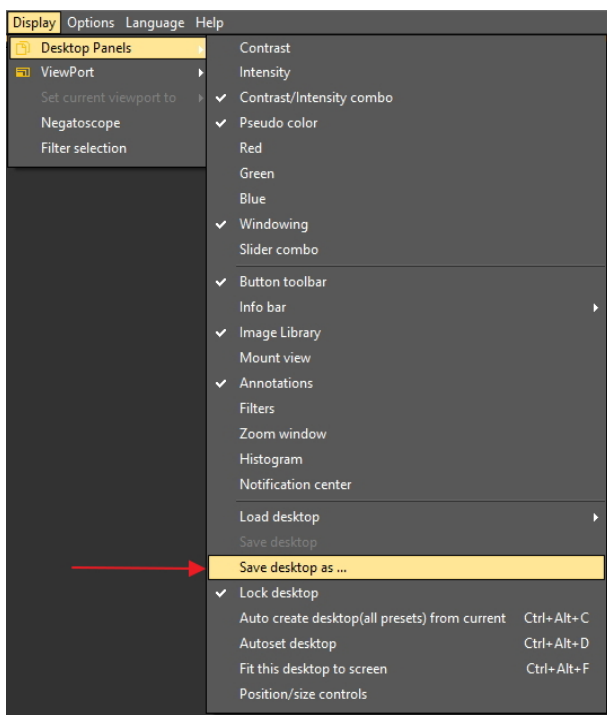 Display Options Language Help
Desktop Panels
ViewPort
Set current viewport to
Negatoscope
Filter selection
Contrast
Intensity
Contrast/Intensity combo
Pseudo color
Red
Green
Blue
Windowing
Slider combo
Button toolbar
Info bar
Image Library
Mount view
Annotations
Filters
Zoom window
Histogram
Notification center
Load desktop
Save desktop
Save desktop as ...
Lock desktop
Auto create desktop(all presets) from current Ctrl+Alt+C
Autoset desktop Ctrl+Alt+D
Fit this desktop to screen Ctrl+Alt+F
Position/size controls